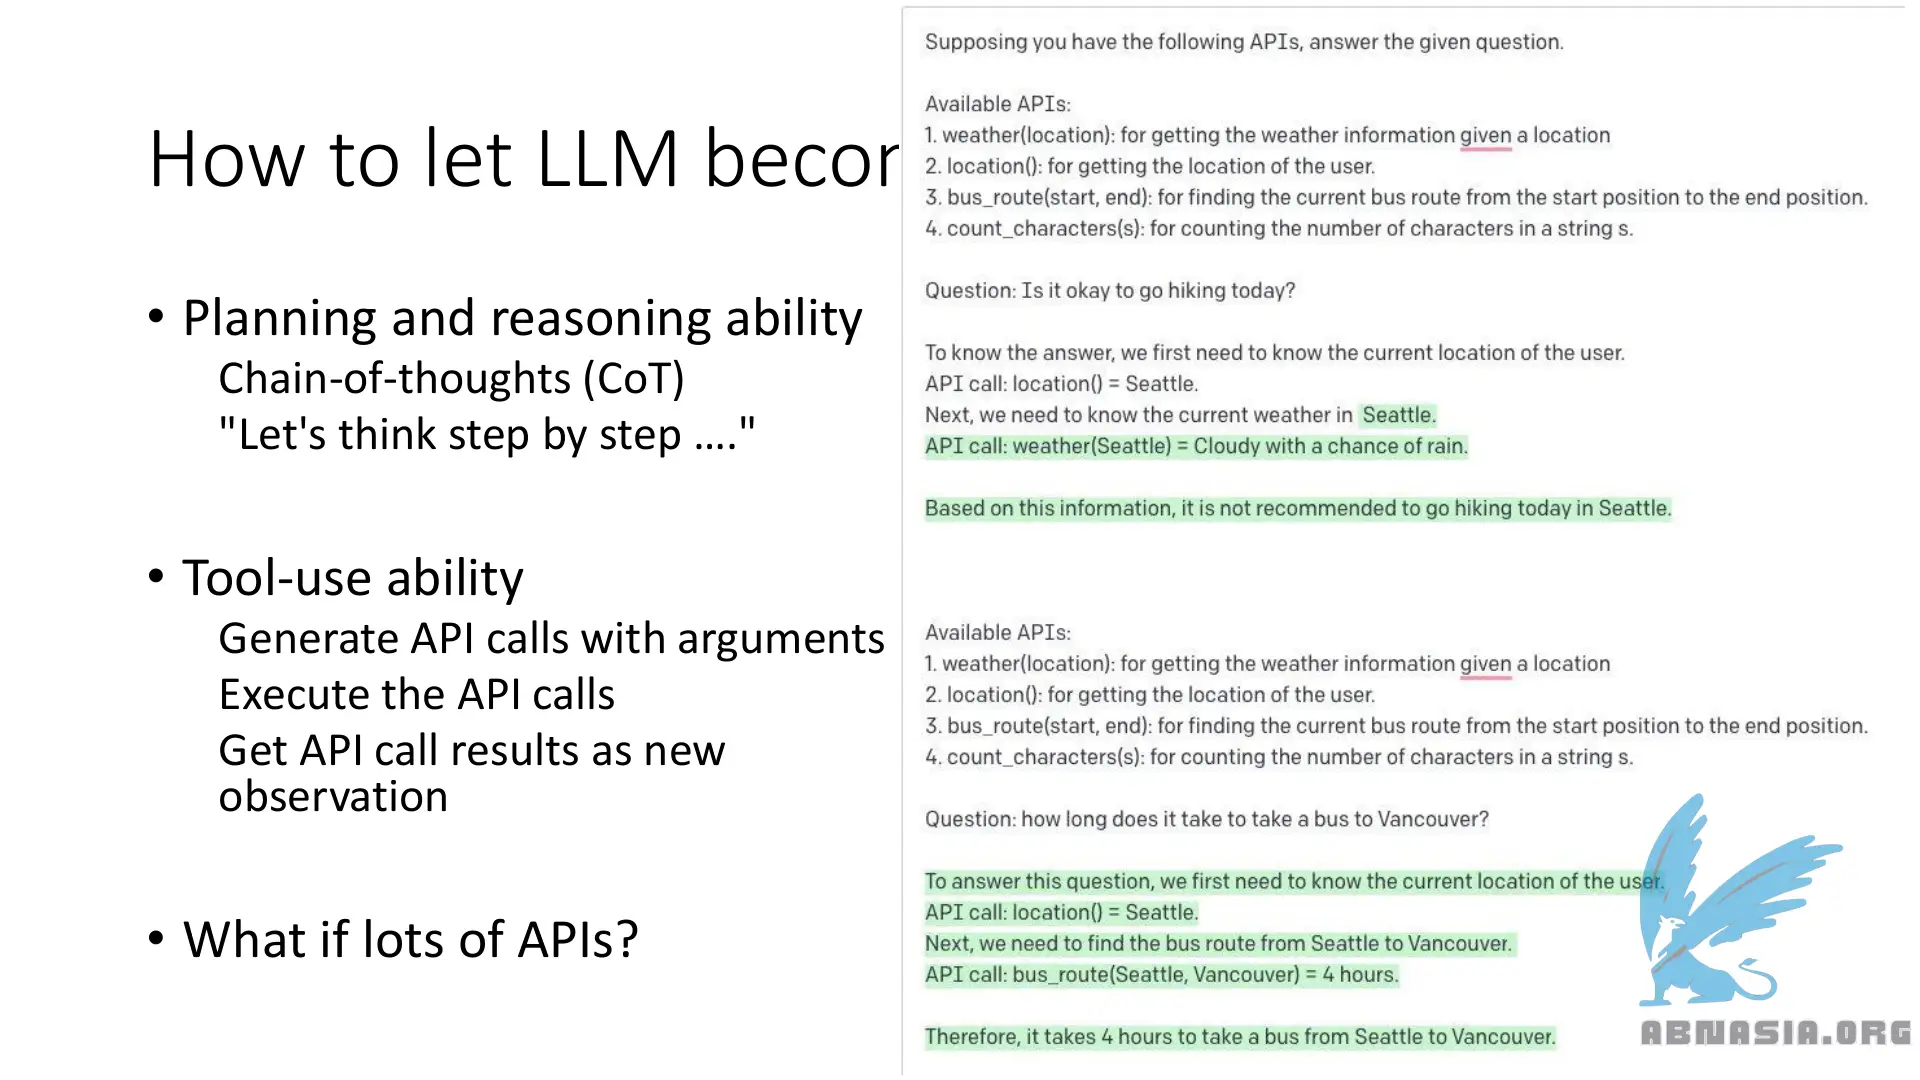 How to let LLM becor
• Planning and reasoning ability
Chain-of-thoughts (CoT)
"Let's think step by step …."
• Tool-use ability
Generate API calls with arguments
Execute the API calls
Get API call results as new
observation
• What if lots of APIs?
Supposing you have the following APIs, answer the given question.
Available APIs:
1. weather(location): for getting the weather information given a location
2. location(): for getting the location of the user.
3. bus_route(start, end): for finding the current bus route from the start position to the end position.
4. count_characters(s): for counting the number of characters in a string s.
Question: Is it okay to go hiking today?
To know the answer, we first need to know the current location of the user.
API call: location() = Seattle.
Next, we need to know the current weather in Seattle.
API call: weather(Seattle) = Cloudy with a chance of rain.
Based on this information, it is not recommended to go hiking today in Seattle.
Available APIs:
1. weather(location): for getting the weather information given a location
2. location(): for getting the location of the user.
3. bus_route(start, end): for finding the current bus route from the start position to the end position.
4. count_characters(s): for counting the number of characters in a string s.
Question: how long does it take to take a bus to Vancouver?
To answer this question, we first need to know the current location of the user.
API call: location() = Seattle.
Next, we need to find the bus route from Seattle to Vancouver.
API call: bus_route(Seattle, Vancouver) = 4 hours.
Therefore, it takes 4 hours to take a bus from Seattle to Vancouver.
ABNASIA.ORG